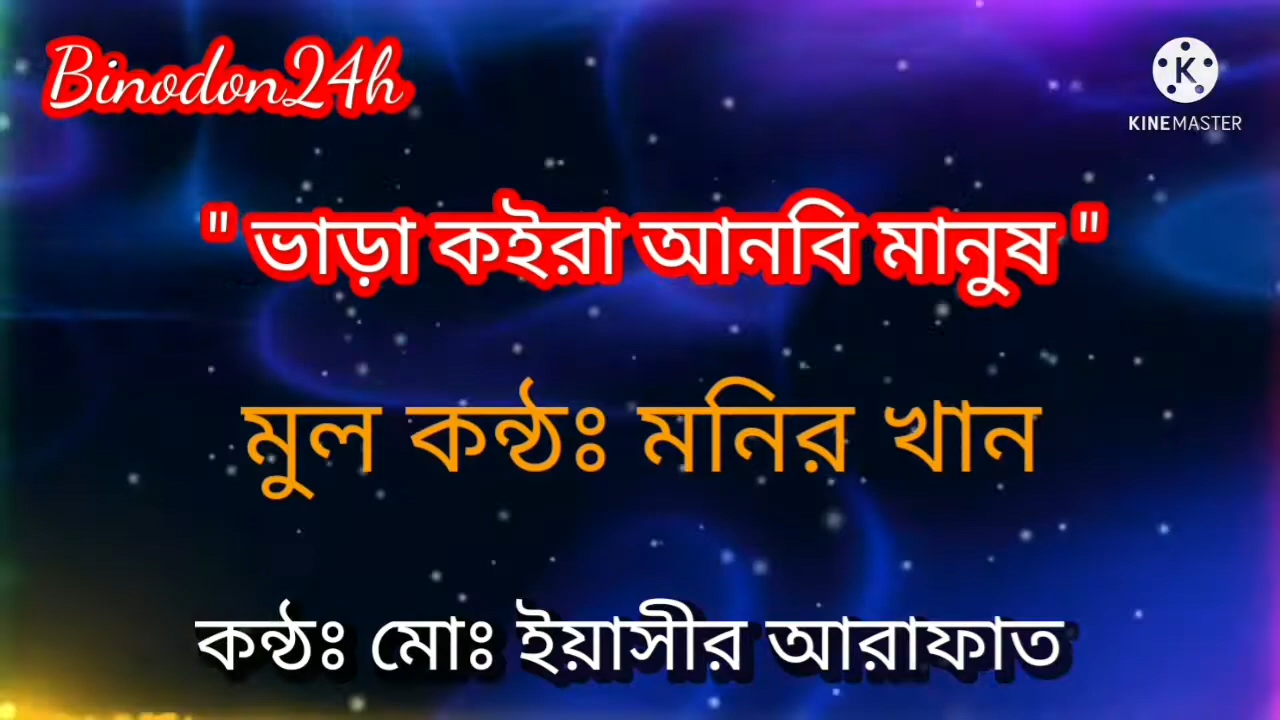 Binodon24h
KINEMASTER
" ভাড়া কইরা আনবি মানুষ "
মুল কন্ঠঃ মনির খান
কন্ঠঃ মোঃ ইয়াসীর আরাফাত